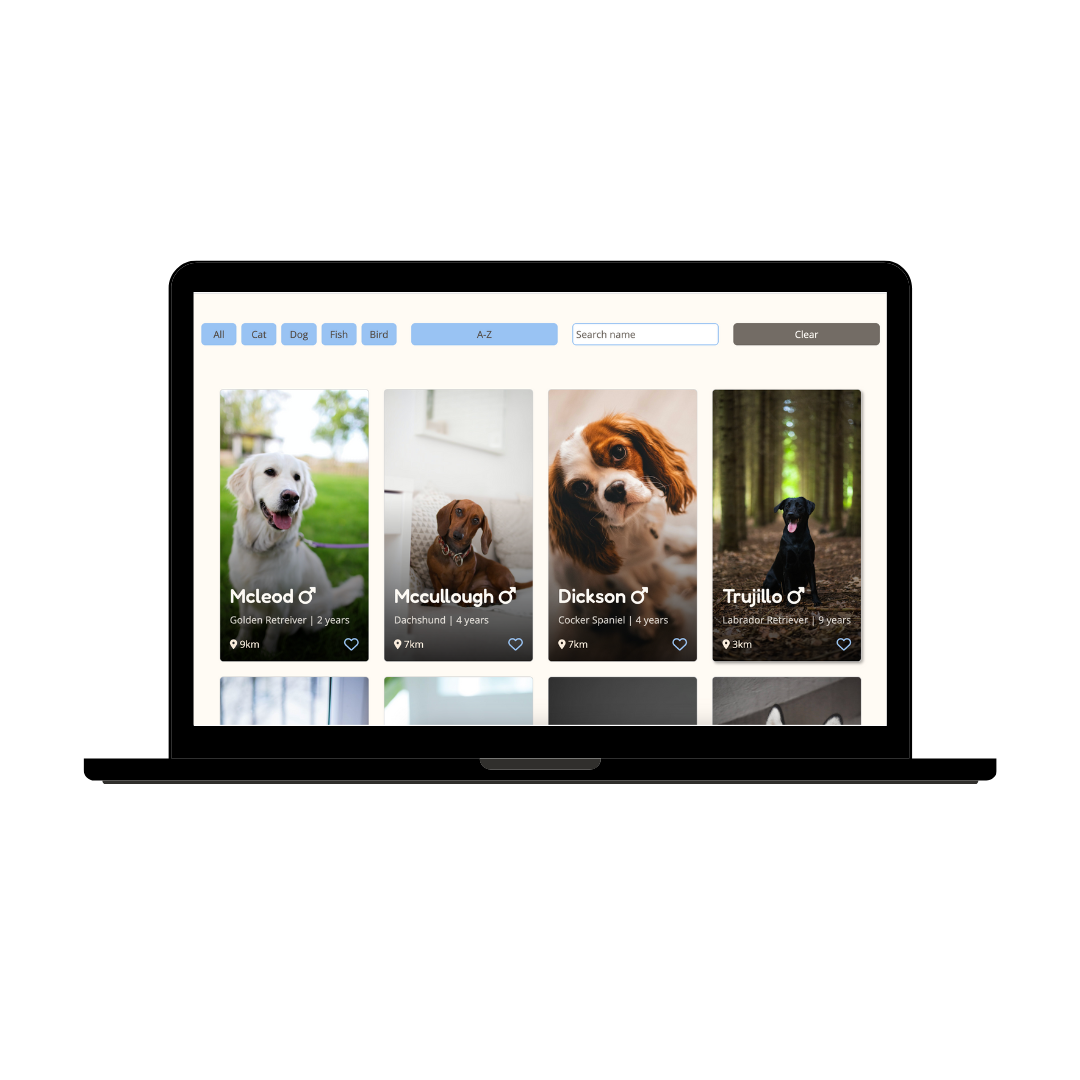 All Cat Dog Fish Bird A-Z Search name Clear
Mcleod ♂
Golden Retreiver | 2 years
9km
Mccullough ♂
Dachshund | 4 years
7km
Dickson ♂
Cocker Spaniel | 4 years
7km
Trujillo ♂
Labrador Retriever | 9 years
3km